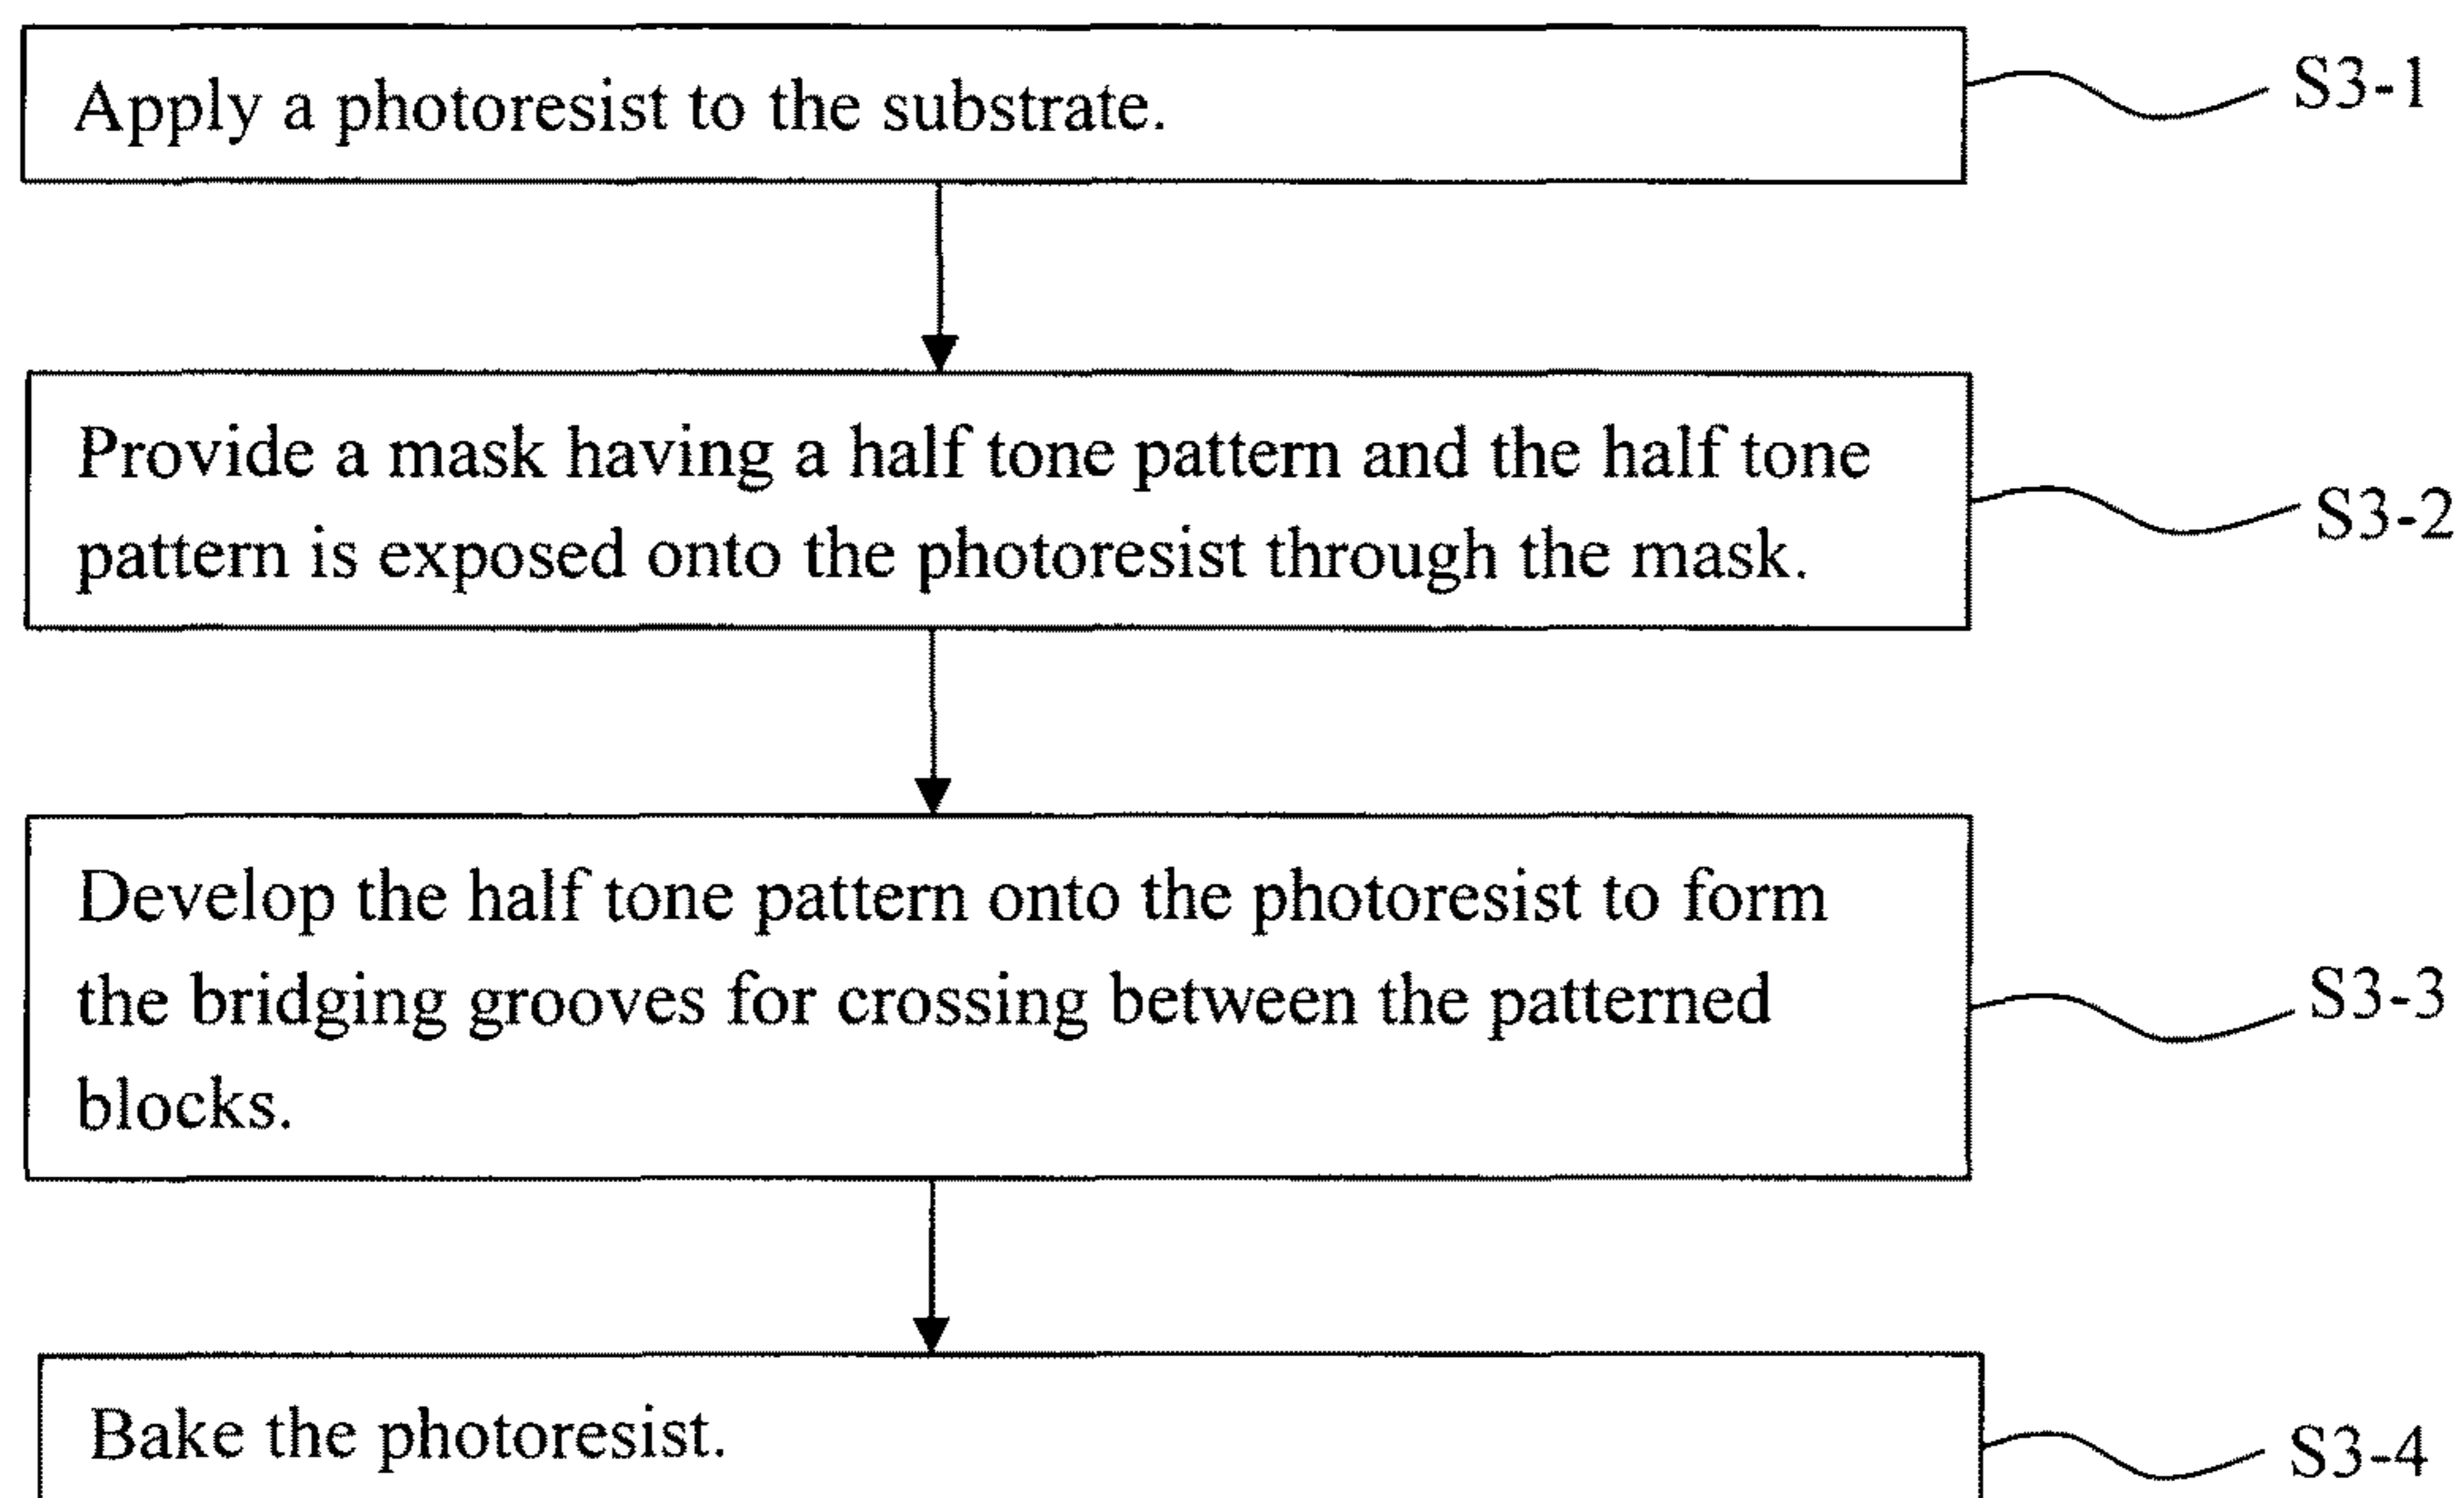 Apply a photoresist to the substrate.
S3-1
Provide a mask having a half tone
pattern and the half tone
pattern is exposed onto the photoresist through the mask.
S3-2
Develop the half tone pattern onto the photoresist to form
the bridging grooves for crossing between the patterned
blocks.
S3-3
Bake the photoresist.
S3-4